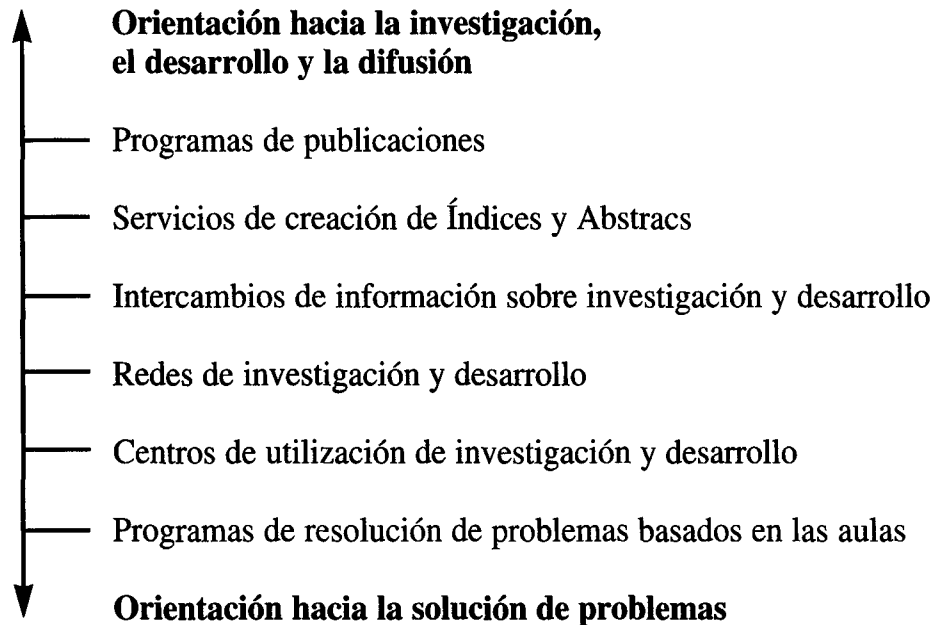 Orientación hacia la investigación,
el desarrollo y la difusión
Programas de publicaciones
Servicios de creación de Índices y Abstracs
Intercambios de información sobre investigación y desarrollo
Redes de investigación y desarrollo
Centros de utilización de investigación y desarrollo
Programas de resolución de problemas basados en las aulas
Orientación hacia la solución de problemas